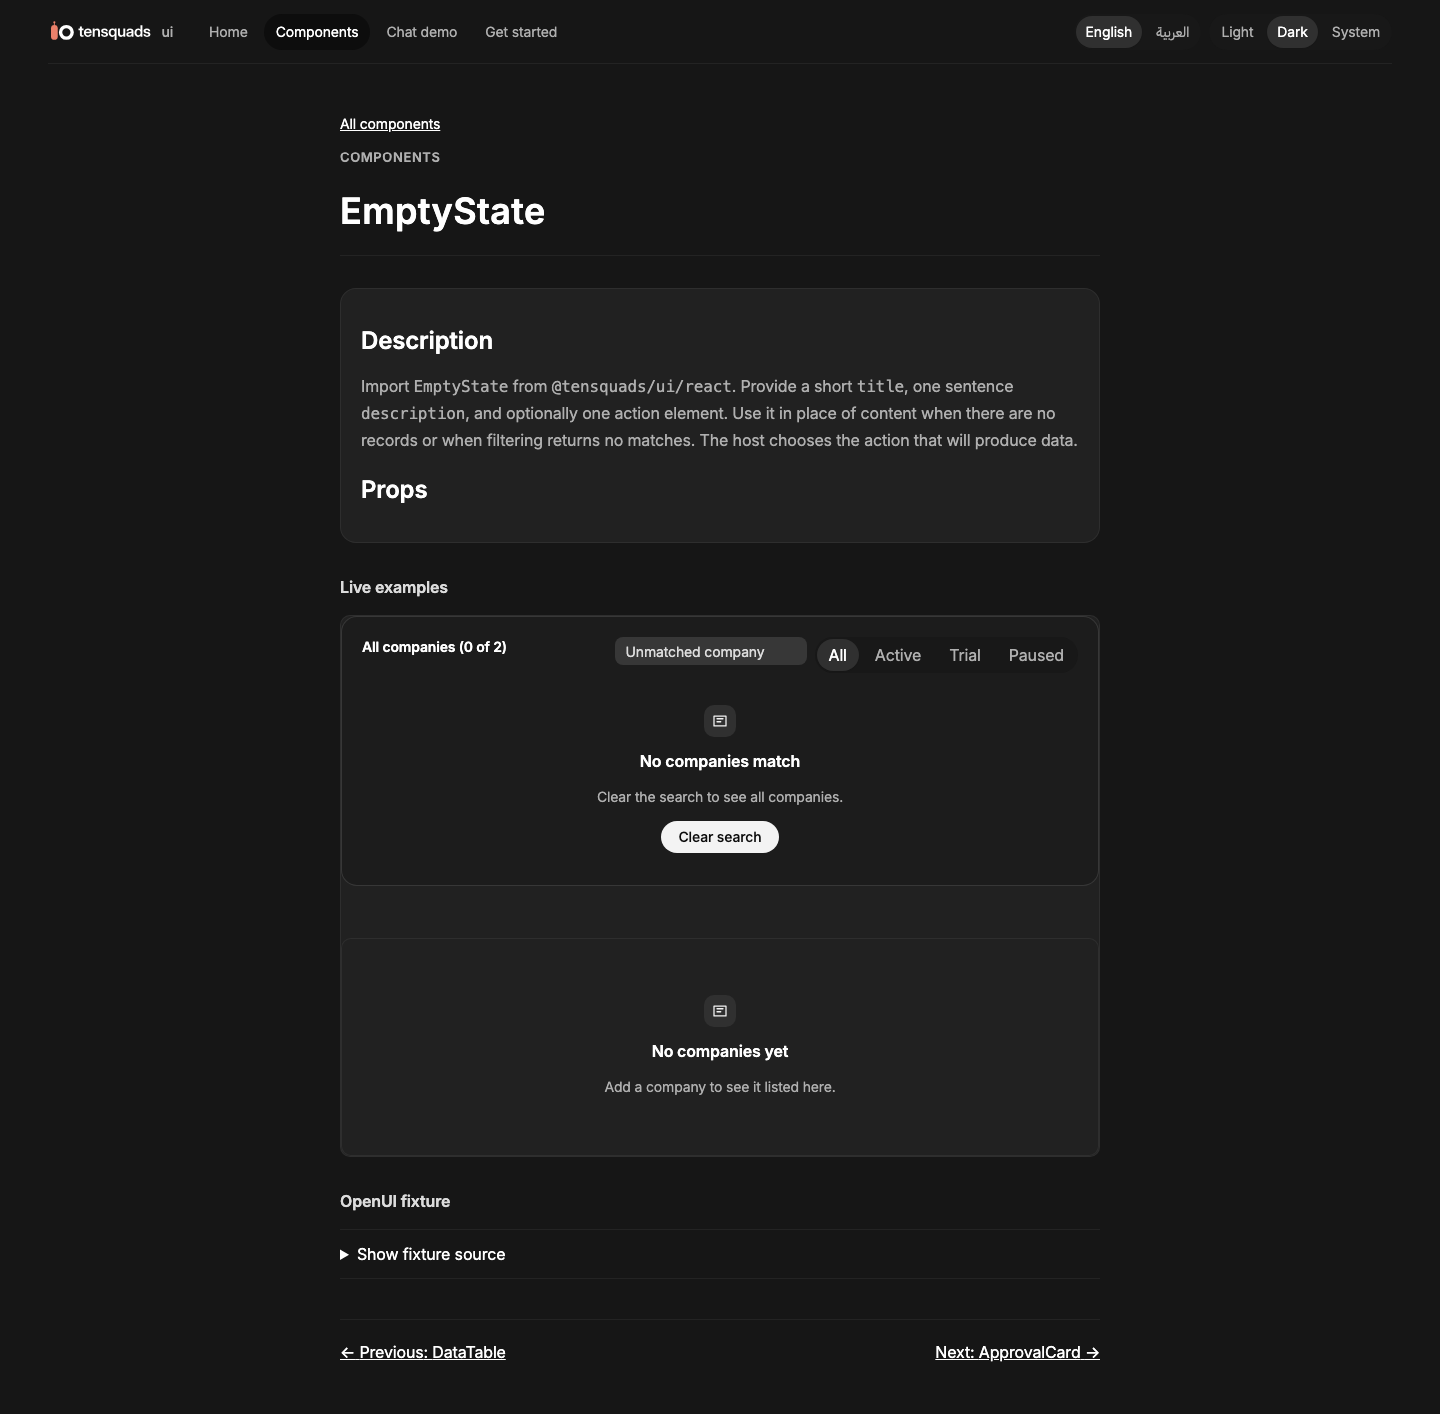 tensquads ui Home Components Chat demo Get started English العربية Light Dark System
All components
COMPONENTS
EmptyState
Description
Import EmptyState from @tensquads/ui/react. Provide a short title, one sentence
description, and optionally one action element. Use it in place of content when there are no
records or when filtering returns no matches. The host chooses the action that will produce data.
Props
Live examples
All companies (0 of 2) Unmatched company All Active Trial Paused
No companies match
Clear the search to see all companies.
Clear search
No companies yet
Add a company to see it listed here.
OpenUI fixture
▶ Show fixture source
← Previous: DataTable Next: ApprovalCard →